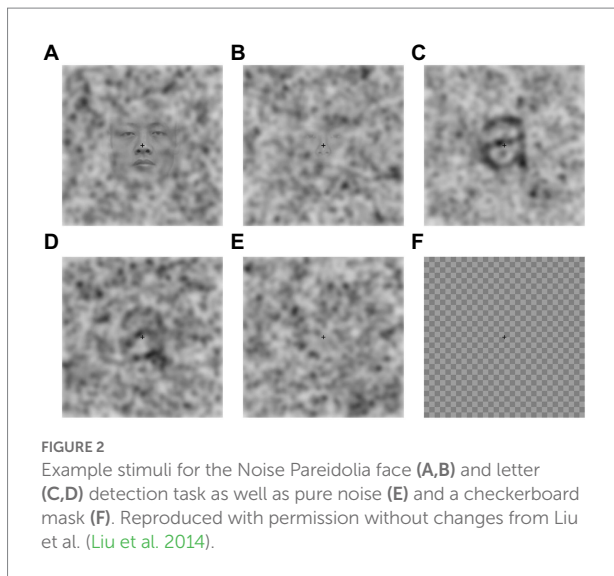 A B C
D E F
FIGURE 2
Example stimuli for the Noise Pareidolia face (A,B) and letter
(C,D) detection task as well as pure noise (E) and a checkerboard
mask (F). Reproduced with permission without changes from Liu
et al. (Liu et al. 2014).